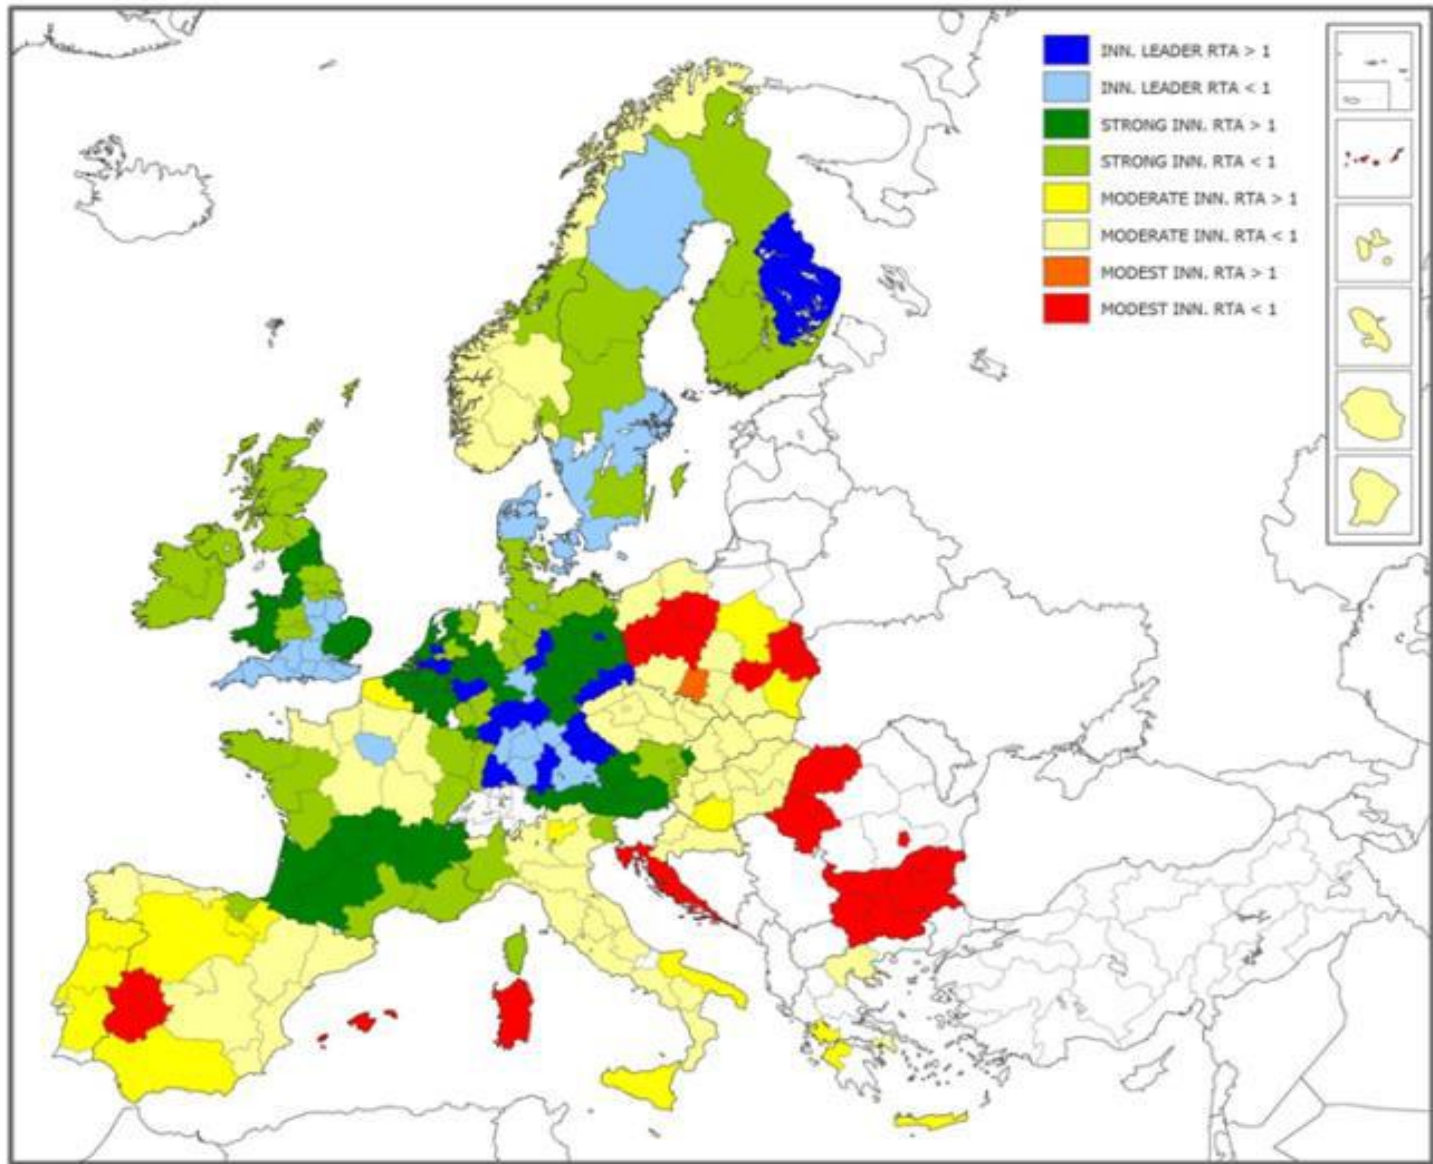 INN. LEADER RTA > 1
INN. LEADER RTA < 1
STRONG INN. RTA > 1
STRONG INN. RTA < 1
MODERATE INN. RTA > 1
MODERATE INN. RTA < 1
MODEST INN. RTA > 1
MODEST INN. RTA < 1